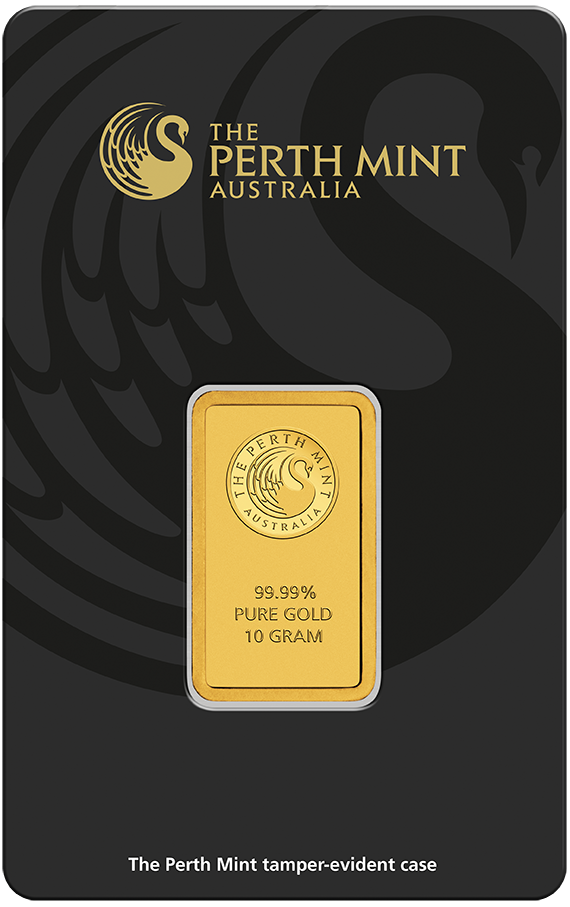 THE
PERTH MINT
AUSTRALIA
THE PERTH MINT
AUSTRALIA
99.99%
PURE GOLD
10 GRAM
The Perth Mint tamper-evident case